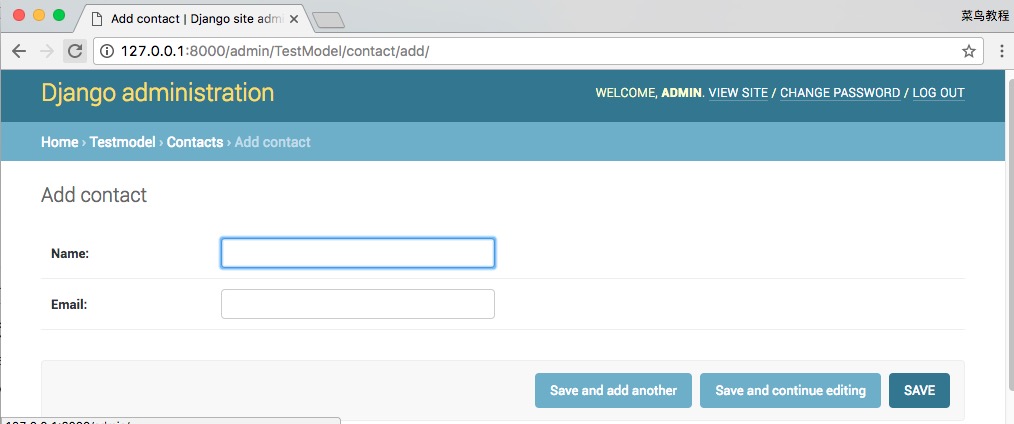 Add contact | Django site admi
菜鸟教程
127.0.0.1:8000/admin/TestModel/contact/add/
Django administration
WELCOME, ADMIN. VIEW SITE / CHANGE PASSWORD / LOG OUT
Home › Testmodel › Contacts › Add contact
Add contact
Name:
Email:
Save and add another
Save and continue editing
SAVE